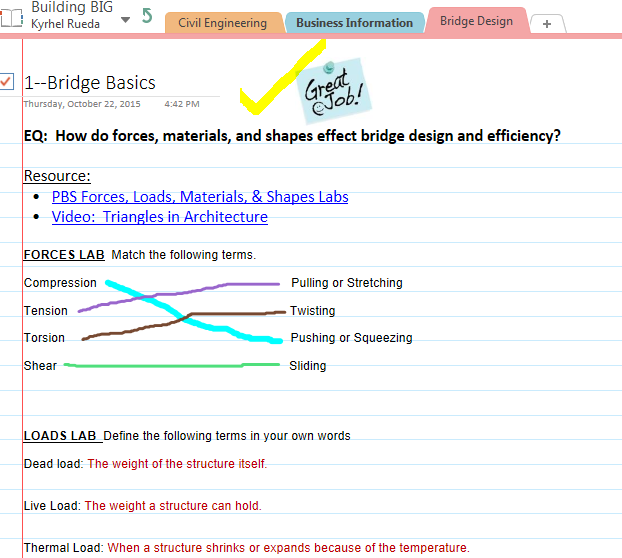 Building BIG
Kyrhel Rueda
Civil Engineering
Business Information
Bridge Design
+
1--Bridge Basics
Great Job!
Thursday, October 22, 2015 4:42 PM
EQ: How do forces, materials, and shapes effect bridge design and efficiency?
Resource:
• PBS Forces, Loads, Materials, & Shapes Labs
• Video: Triangles in Architecture
FORCES LAB Match the following terms.
Compression Pulling or Stretching
Tension Twisting
Torsion Pushing or Squeezing
Shear Sliding
LOADS LAB Define the following terms in your own words
Dead load: The weight of the structure itself.
Live Load: The weight a structure can hold.
Thermal Load: When a structure shrinks or expands because of the temperature.